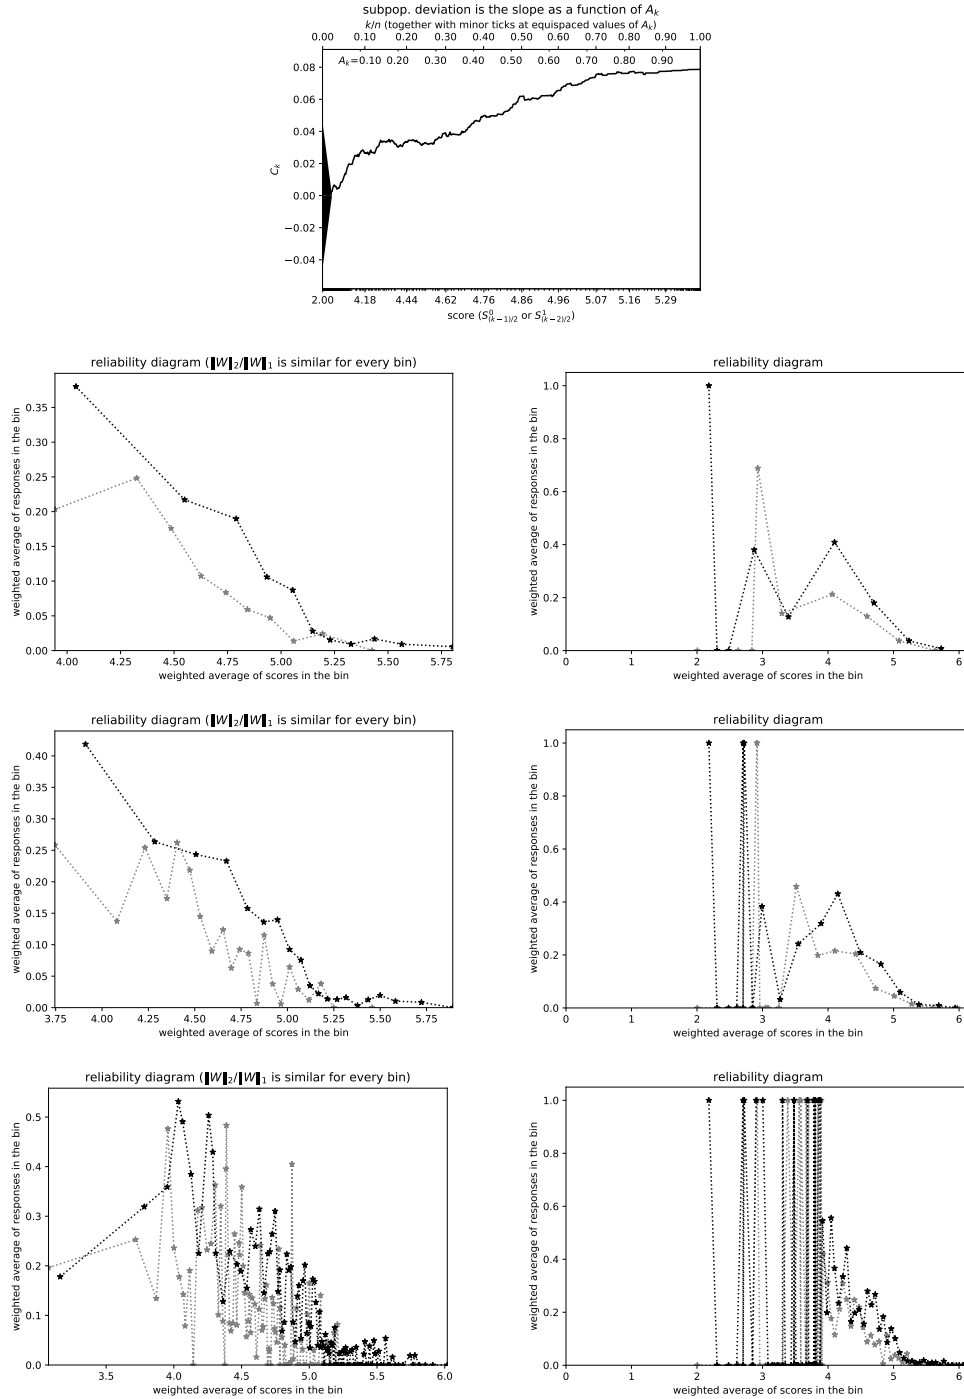 subpop. deviation is the slope as a function of A_k
k/n (together with minor ticks at equispaced values of A_k)
0.00 0.10 0.20 0.30 0.40 0.50 0.60 0.70 0.80 0.90 1.00
A_k=0.10 0.20 0.30 0.40 0.50 0.60 0.70 0.80 0.90
0.08
0.06
0.04
0.02
0.00
−0.02
−0.04
C_k
2.00 4.18 4.44 4.62 4.76 4.86 4.96 5.07 5.16 5.29
score (S^0_{(k−1)/2} or S^1_{(k−2)/2})
reliability diagram (‖W‖_2/‖W‖_1 is similar for every bin)
weighted average of responses in the bin
0.35
0.30
0.25
0.20
0.15
0.10
0.05
0.00
4.00 4.25 4.50 4.75 5.00 5.25 5.50 5.75
weighted average of scores in the bin
reliability diagram
weighted average of responses in the bin
1.0
0.8
0.6
0.4
0.2
0.0
0 1 2 3 4 5 6
weighted average of scores in the bin
reliability diagram (‖W‖_2/‖W‖_1 is similar for every bin)
weighted average of responses in the bin
0.40
0.35
0.30
0.25
0.20
0.15
0.10
0.05
0.00
3.75 4.00 4.25 4.50 4.75 5.00 5.25 5.50 5.75
weighted average of scores in the bin
reliability diagram
weighted average of responses in the bin
1.0
0.8
0.6
0.4
0.2
0.0
0 1 2 3 4 5 6
weighted average of scores in the bin
reliability diagram (‖W‖_2/‖W‖_1 is similar for every bin)
weighted average of responses in the bin
0.5
0.4
0.3
0.2
0.1
0.0
3.5 4.0 4.5 5.0 5.5 6.0
weighted average of scores in the bin
reliability diagram
weighted average of responses in the bin
1.0
0.8
0.6
0.4
0.2
0.0
0 1 2 3 4 5 6
weighted average of scores in the bin